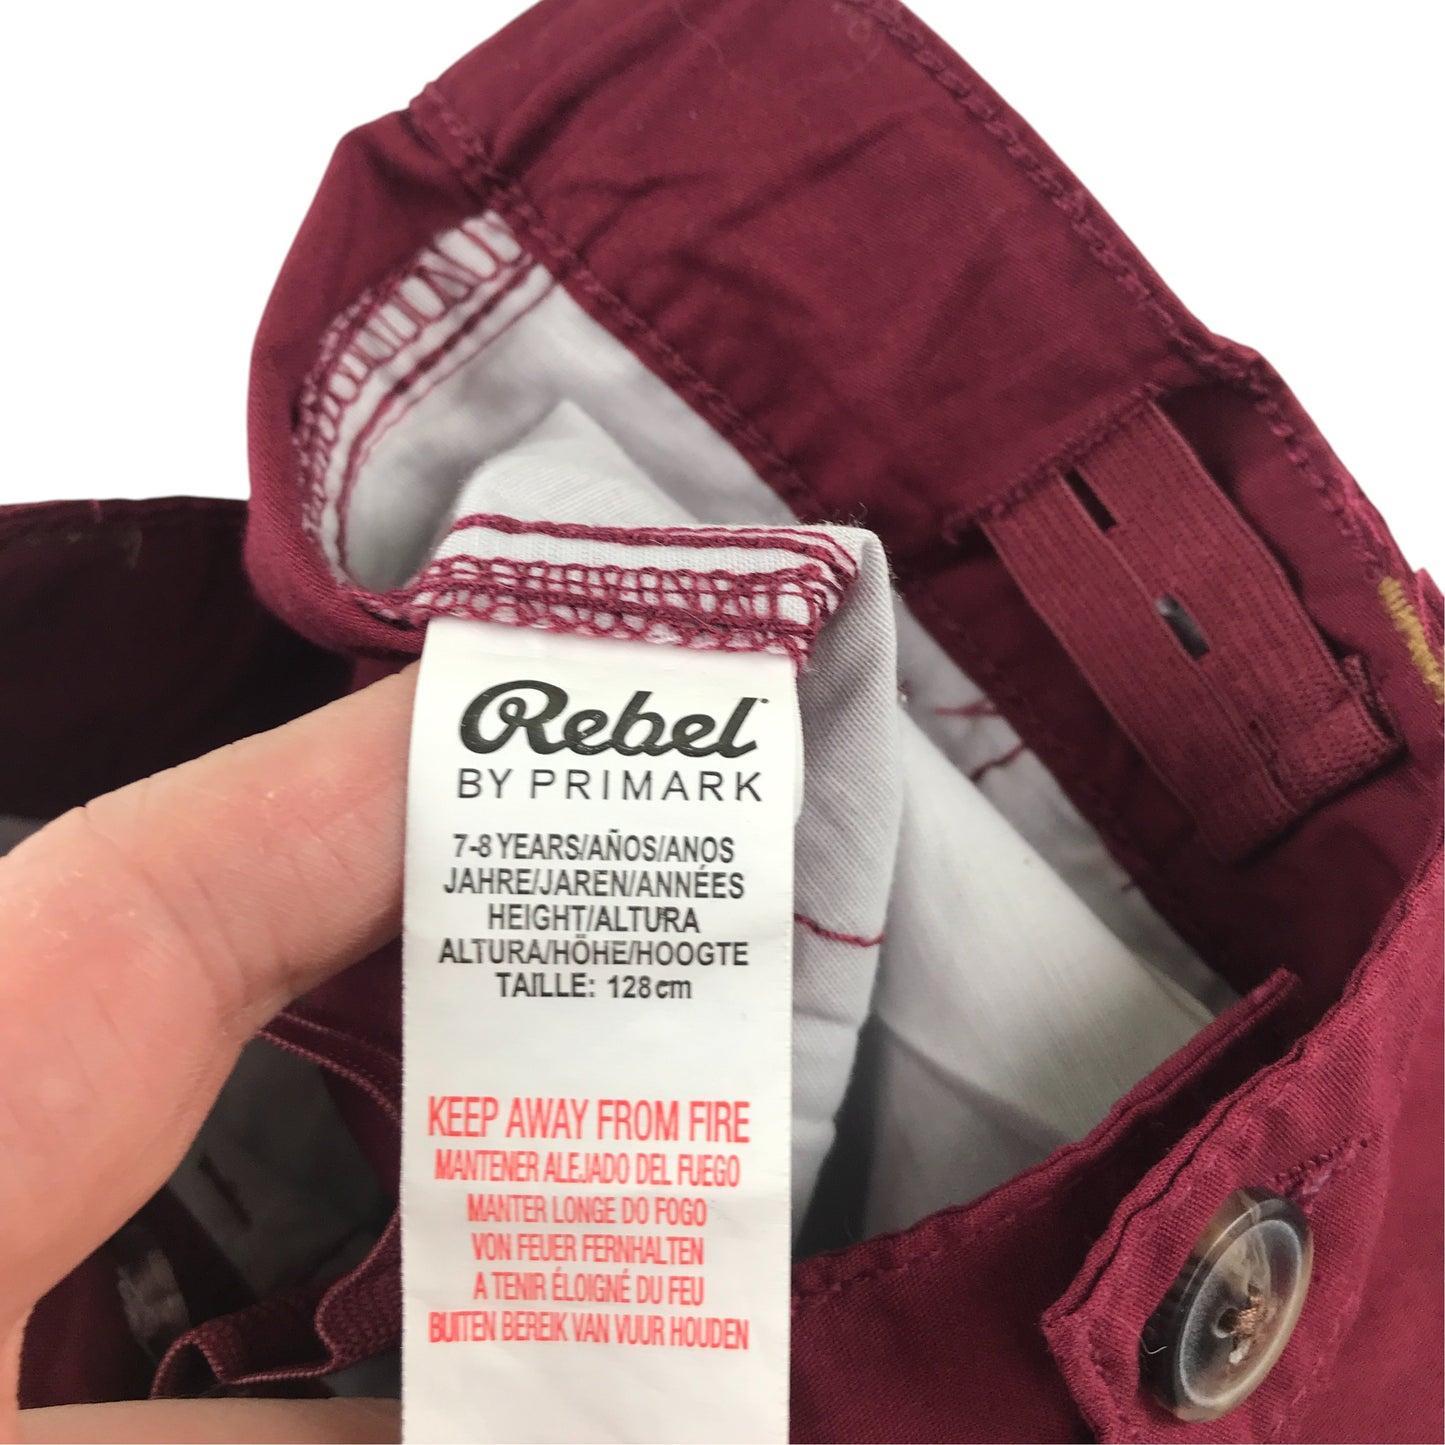 Rebel
BY PRIMARK
7-8 YEARS/AÑOS/ANOS
JAHRE/JAREN/ANNÉES
HEIGHT/ALTURA
ALTURA/HÖHE/HOOGTE
TAILLE: 128cm
KEEP AWAY FROM FIRE
MANTENER ALEJADO DEL FUEGO
MANTER LONGE DO FOGO
VON FEUER FERNHALTEN
A TENIR ÉLOIGNÉ DU FEU
BUITEN BEREIK VAN VUUR HOUDEN